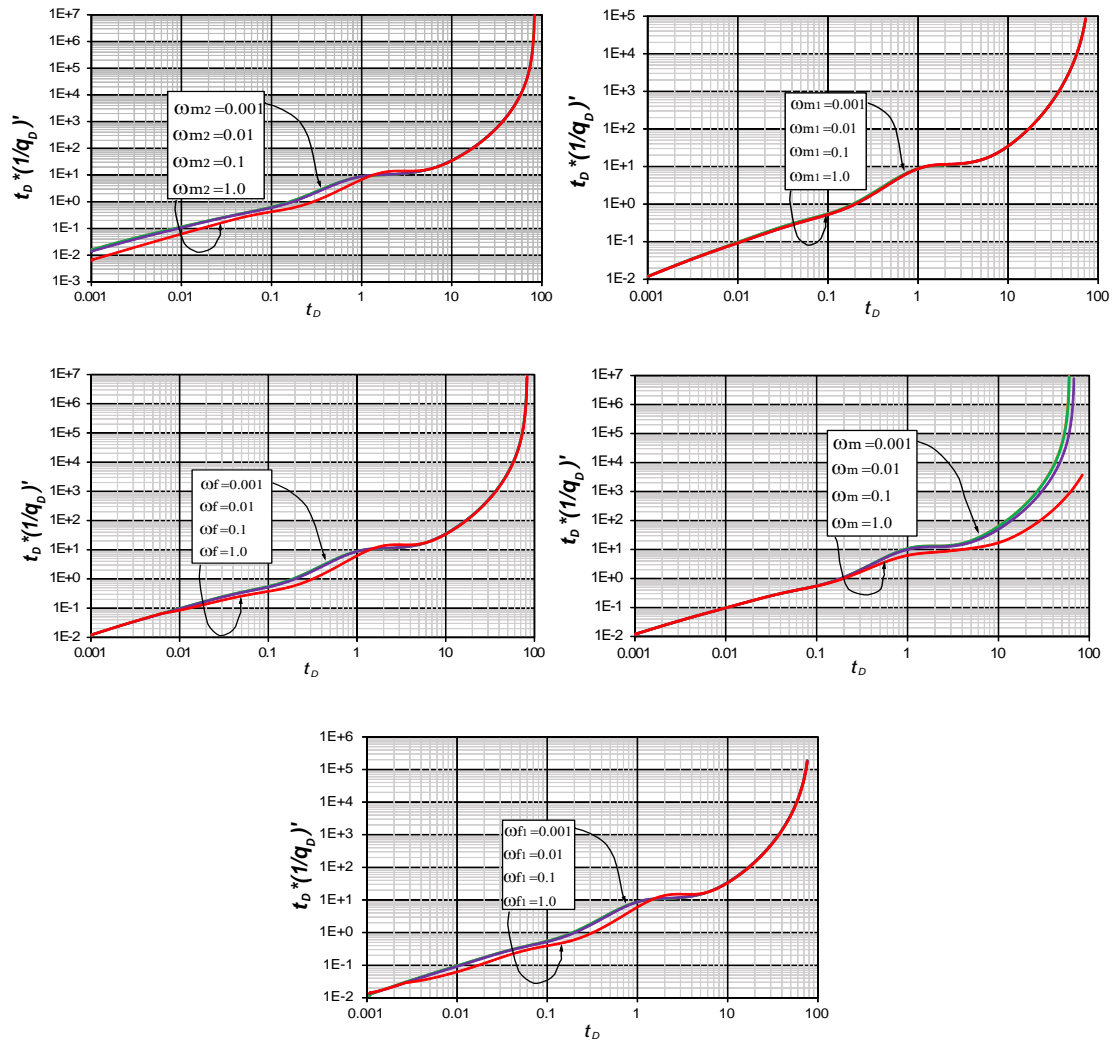 1E+7
1E+6
1E+5
1E+4
1E+3
1E+2
1E+1
1E+0
1E-1
1E-2
1E-3
t_D *(1/q_D)'
ωm2=0.001
ωm2=0.01
ωm2=0.1
ωm2=1.0
0.001 0.01 0.1 1 10 100
t_D
1E+5
1E+4
1E+3
1E+2
1E+1
1E+0
1E-1
1E-2
t_D *(1/q_D)'
ωm1=0.001
ωm1=0.01
ωm1=0.1
ωm1=1.0
0.001 0.01 0.1 1 10 100
t_D
1E+7
1E+6
1E+5
1E+4
1E+3
1E+2
1E+1
1E+0
1E-1
1E-2
t_D *(1/q_D)'
ωf=0.001
ωf=0.01
ωf=0.1
ωf=1.0
0.001 0.01 0.1 1 10 100
t_D
1E+7
1E+6
1E+5
1E+4
1E+3
1E+2
1E+1
1E+0
1E-1
1E-2
t_D *(1/q_D)'
ωm=0.001
ωm=0.01
ωm=0.1
ωm=1.0
0.001 0.01 0.1 1 10 100
t_D
1E+6
1E+5
1E+4
1E+3
1E+2
1E+1
1E+0
1E-1
1E-2
t_D *(1/q_D)'
ωf1=0.001
ωf1=0.01
ωf1=0.1
ωf1=1.0
0.001 0.01 0.1 1 10 100
t_D